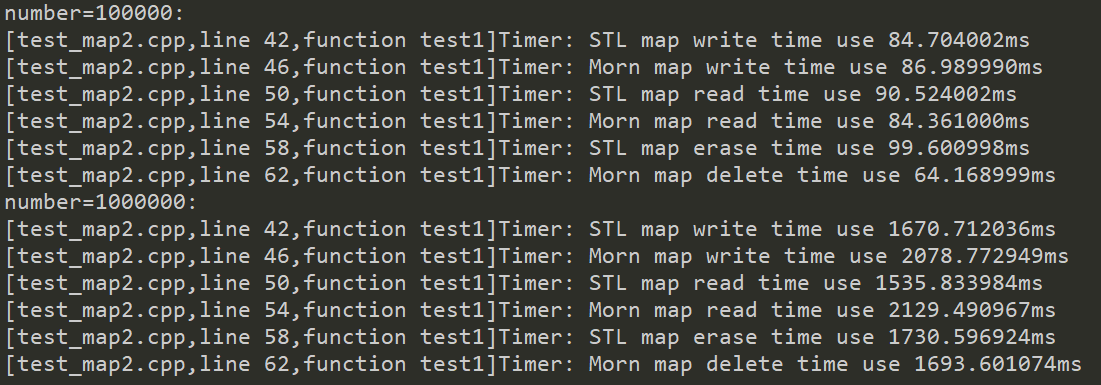 number=100000:
[test_map2.cpp,line 42,function test1]Timer: STL map write time use 84.704002ms
[test_map2.cpp,line 46,function test1]Timer: Morn map write time use 86.989990ms
[test_map2.cpp,line 50,function test1]Timer: STL map read time use 90.524002ms
[test_map2.cpp,line 54,function test1]Timer: Morn map read time use 84.361000ms
[test_map2.cpp,line 58,function test1]Timer: STL map erase time use 99.600998ms
[test_map2.cpp,line 62,function test1]Timer: Morn map delete time use 64.168999ms
number=1000000:
[test_map2.cpp,line 42,function test1]Timer: STL map write time use 1670.712036ms
[test_map2.cpp,line 46,function test1]Timer: Morn map write time use 2078.772949ms
[test_map2.cpp,line 50,function test1]Timer: STL map read time use 1535.833984ms
[test_map2.cpp,line 54,function test1]Timer: Morn map read time use 2129.490967ms
[test_map2.cpp,line 58,function test1]Timer: STL map erase time use 1730.596924ms
[test_map2.cpp,line 62,function test1]Timer: Morn map delete time use 1693.601074ms